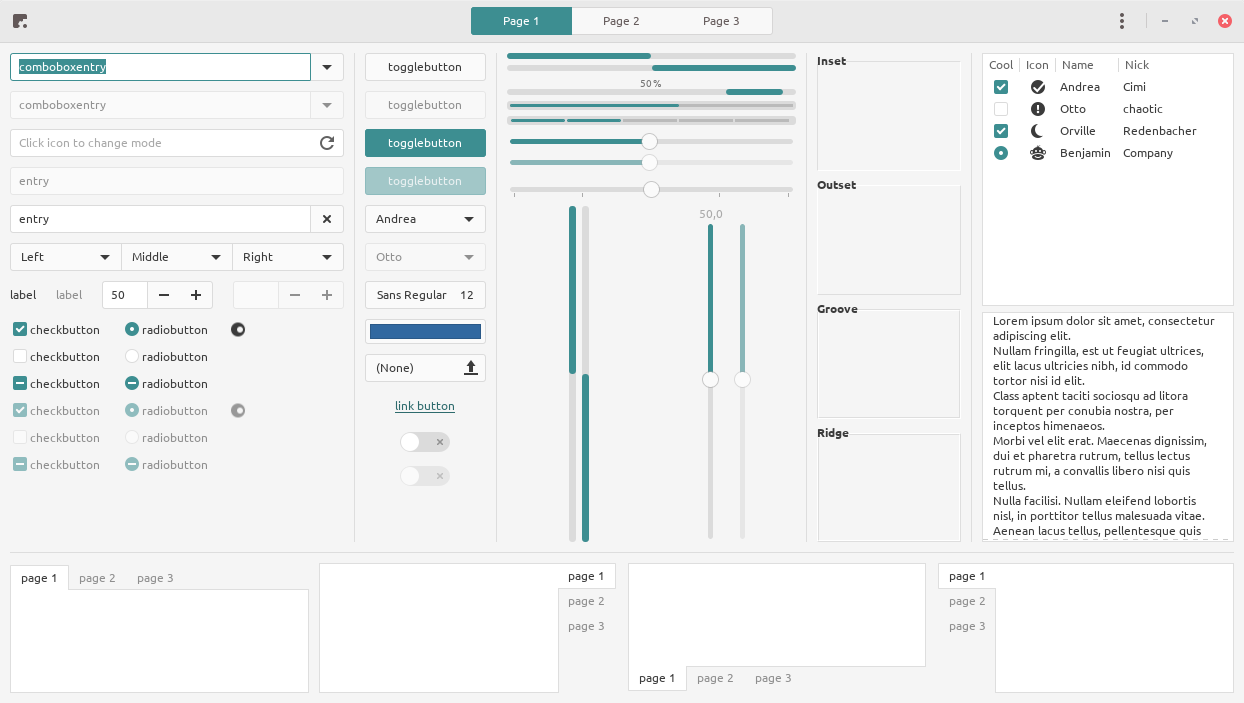 Page 1
Page 2
Page 3
comboboxentry
comboboxentry
Click icon to change mode
entry
entry
Left
Middle
Right
label
label
50
checkbutton
radiobutton
checkbutton
radiobutton
checkbutton
radiobutton
checkbutton
radiobutton
checkbutton
radiobutton
checkbutton
radiobutton
togglebutton
togglebutton
togglebutton
togglebutton
Andrea
Otto
Sans Regular 12
(None)
link button
50 %
50,0
Inset
Outset
Groove
Ridge
Cool Icon Name Nick
Andrea Cimi
Otto chaotic
Orville Redenbacher
Benjamin Company
Lorem ipsum dolor sit amet, consectetur
adipiscing elit.
Nullam fringilla, est ut feugiat ultrices,
elit lacus ultricies nibh, id commodo
tortor nisi id elit.
Class aptent taciti sociosqu ad litora
torquent per conubia nostra, per
inceptos himenaeos.
Morbi vel elit erat. Maecenas dignissim,
dui et pharetra rutrum, tellus lectus
rutrum mi, a convallis libero nisi quis
tellus.
Nulla facilisi. Nullam eleifend lobortis
nisl, in porttitor tellus malesuada vitae.
Aenean lacus tellus, pellentesque quis
page 1
page 2
page 3
page 1
page 2
page 3
page 1
page 2
page 3
page 1
page 2
page 3